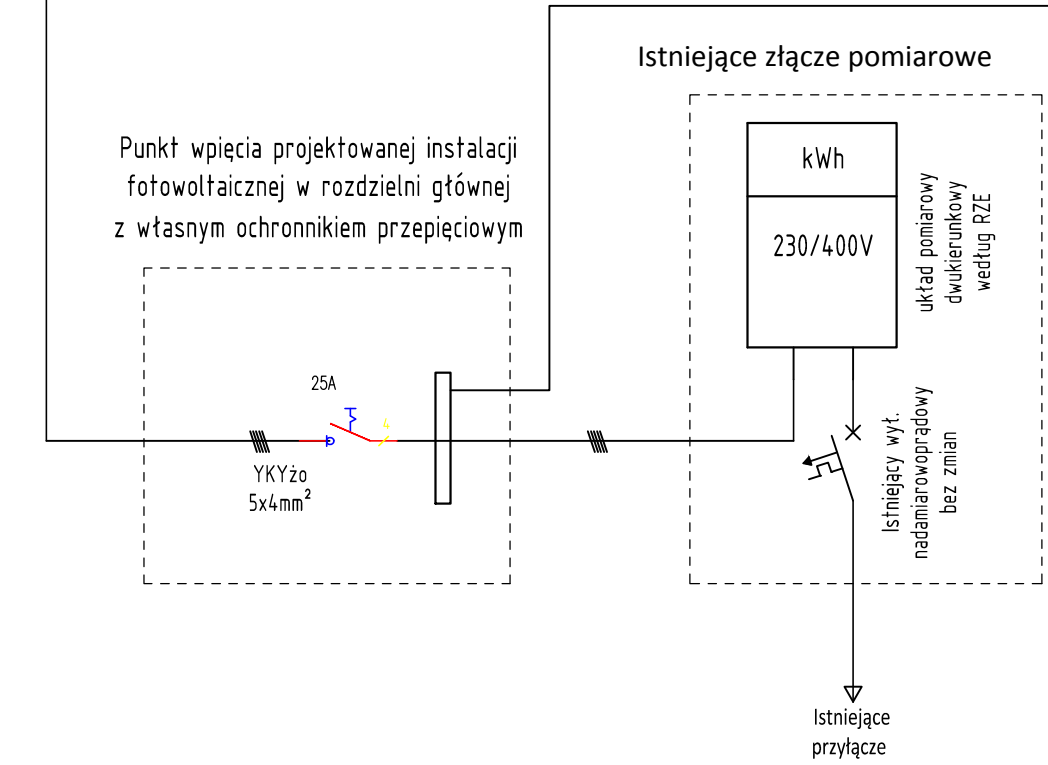 Istniejące złącze pomiarowe
Punkt wpięcia projektowanej instalacji
fotowoltaicznej w rozdzielni głównej
z własnym ochronnikiem przepięciowym
kWh
230/400V
układ pomiarowy
dwukierunkowy
według RZE
25A
4
YKYżo
5x4mm²
Istniejący wył.
nadamiarowoprądowy
bez zmian
Istniejące
przyłącze